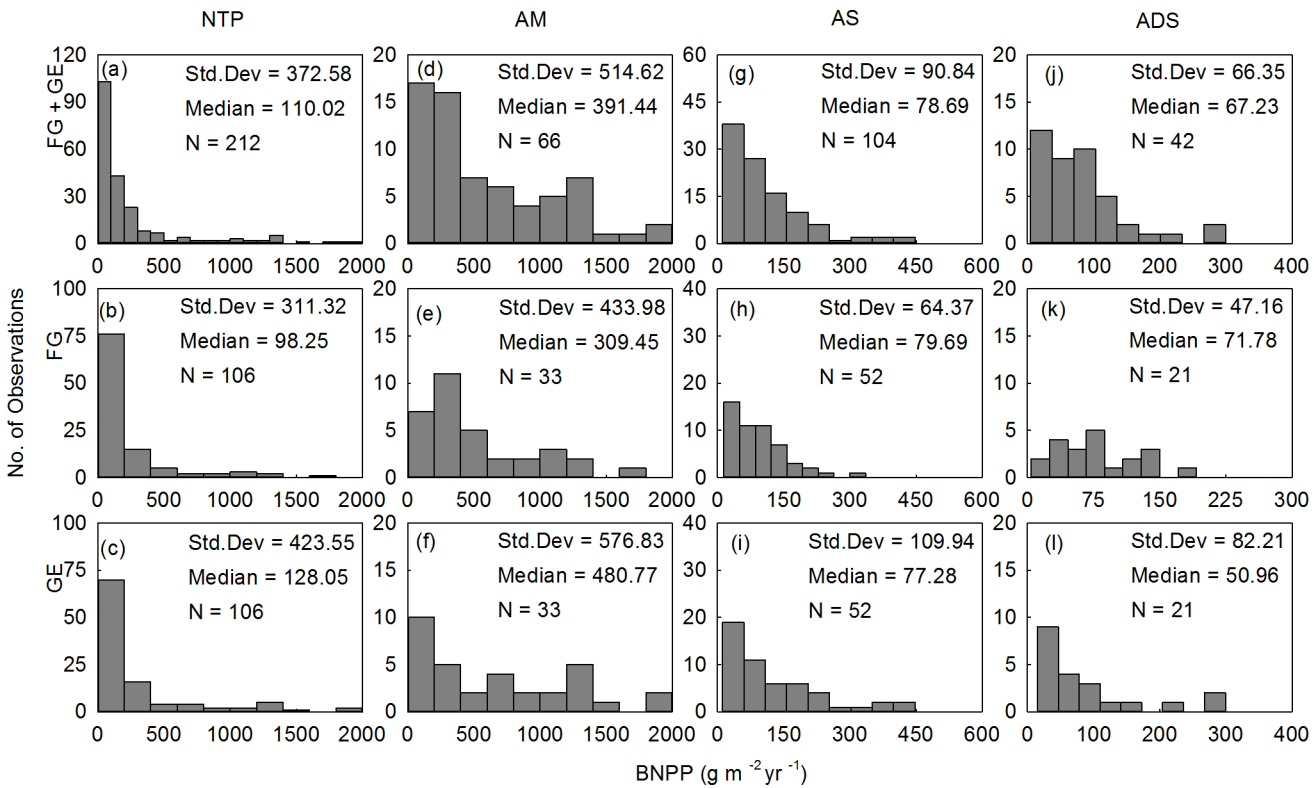 NTP AM AS ADS
FG + GE
120 90 60 30 0
(a) Std.Dev = 372.58
Median = 110.02
N = 212
0 500 1000 1500 2000
20 15 10 5 0
(d) Std.Dev = 514.62
Median = 391.44
N = 66
0 500 1000 1500 2000
60 45 30 15 0
(g) Std.Dev = 90.84
Median = 78.69
N = 104
0 150 300 450 600
20 15 10 5 0
(j) Std.Dev = 66.35
Median = 67.23
N = 42
0 100 200 300 400
No. of Observations
FG
100 75 50 25 0
(b) Std.Dev = 311.32
Median = 98.25
N = 106
0 500 1000 1500 2000
20 15 10 5 0
(e) Std.Dev = 433.98
Median = 309.45
N = 33
0 500 1000 1500 2000
40 30 20 10 0
(h) Std.Dev = 64.37
Median = 79.69
N = 52
0 150 300 450 600
20 15 10 5 0
(k) Std.Dev = 47.16
Median = 71.78
N = 21
0 75 150 225 300
GE
100 75 50 25 0
(c) Std.Dev = 423.55
Median = 128.05
N = 106
0 500 1000 1500 2000
20 15 10 5 0
(f) Std.Dev = 576.83
Median = 480.77
N = 33
0 500 1000 1500 2000
40 30 20 10 0
(i) Std.Dev = 109.94
Median = 77.28
N = 52
0 150 300 450 600
20 15 10 5 0
(l) Std.Dev = 82.21
Median = 50.96
N = 21
0 100 200 300 400
BNPP (g m⁻² yr⁻¹)